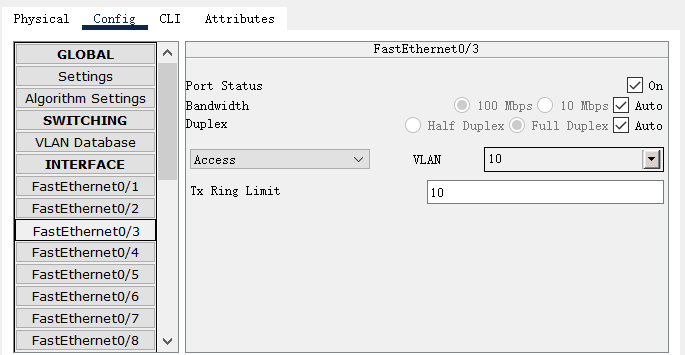 Physical Config CLI Attributes
GLOBAL
Settings
Algorithm Settings
SWITCHING
VLAN Database
INTERFACE
FastEthernet0/1
FastEthernet0/2
FastEthernet0/3
FastEthernet0/4
FastEthernet0/5
FastEthernet0/6
FastEthernet0/7
FastEthernet0/8
FastEthernet0/3
Port Status On
Bandwidth 100 Mbps 10 Mbps Auto
Duplex Half Duplex Full Duplex Auto
Access VLAN 10
Tx Ring Limit 10